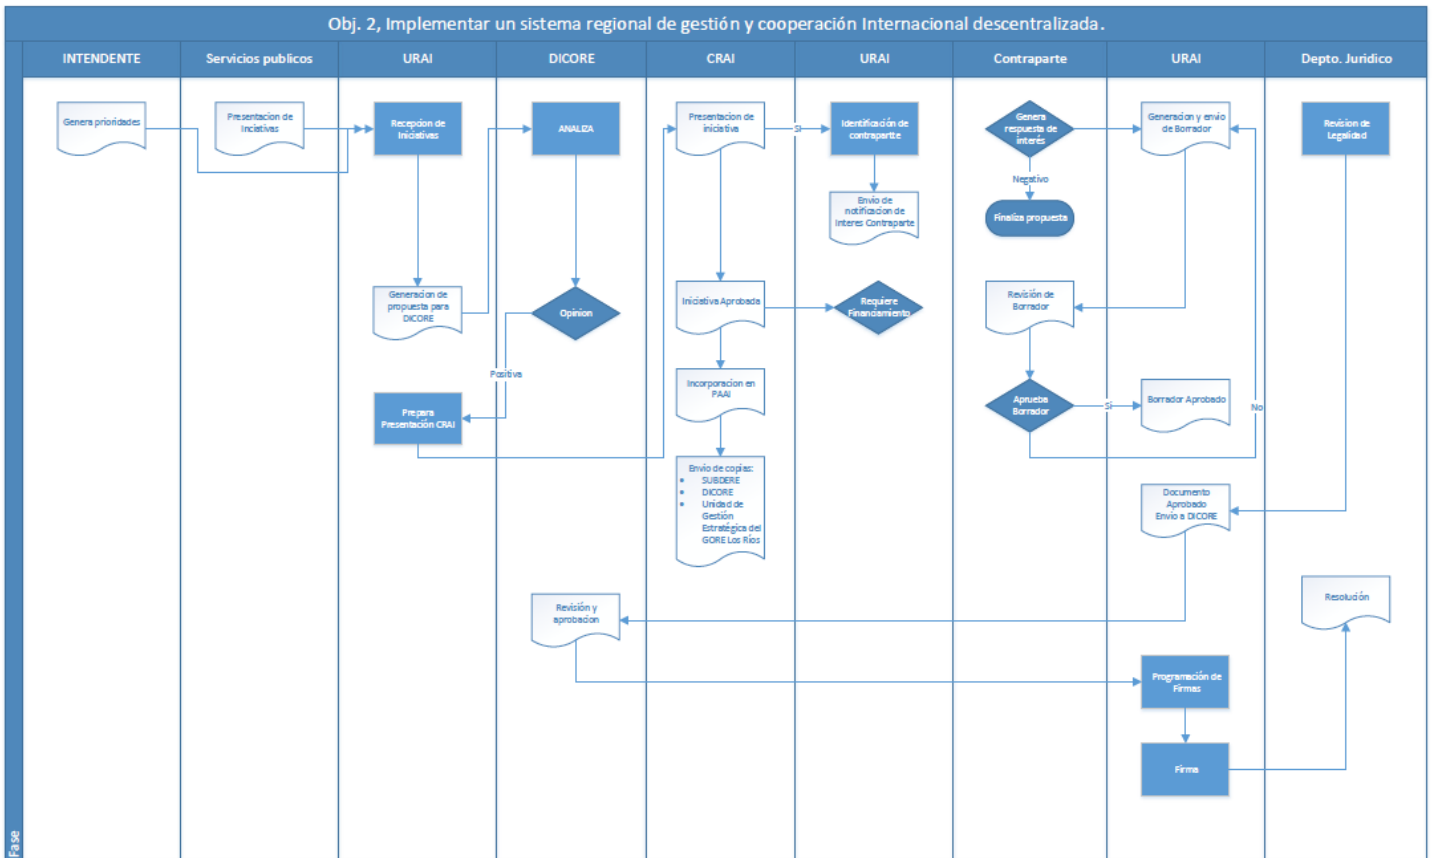 Obj. 2, Implementar un sistema regional de gestión y cooperación Internacional descentralizada.
INTENDENTE
Servicios publicos
URAI
DICORE
CRAI
URAI
Contraparte
URAI
Depto. Juridico
Genera prioridades
Presentacion de
Inciativas
Recepcion de
Iniciativas
ANALIZA
Presentacion de
iniciativa
Si
Identificación de
contrapartte
Genera
respuesta de
interés
Generacion y envio
de Borrador
Revision de
Legalidad
Negativo
Envio de
notificacion de
Interes Contraparte
Finaliza propuesta
Generacion de
propuesta para
DICORE
Opinion
Iniciativa Aprobada
Requiere
Financiamiento
Revisión de
Borrador
Positiva
Incorporacion en
PAAI
Prepara
Presentación CRAI
Aprueba
Borrador
Si
Borrador Aprobado
No
Envio de copias:
SUBDERE
DICORE
Unidad de
Gestión
Estratégica del
GORE Los Ríos
Documento
Aprobado
Envio a DICORE
Revisión y
aprobacion
Resolución
Programación de
Firmas
Firma
Fase